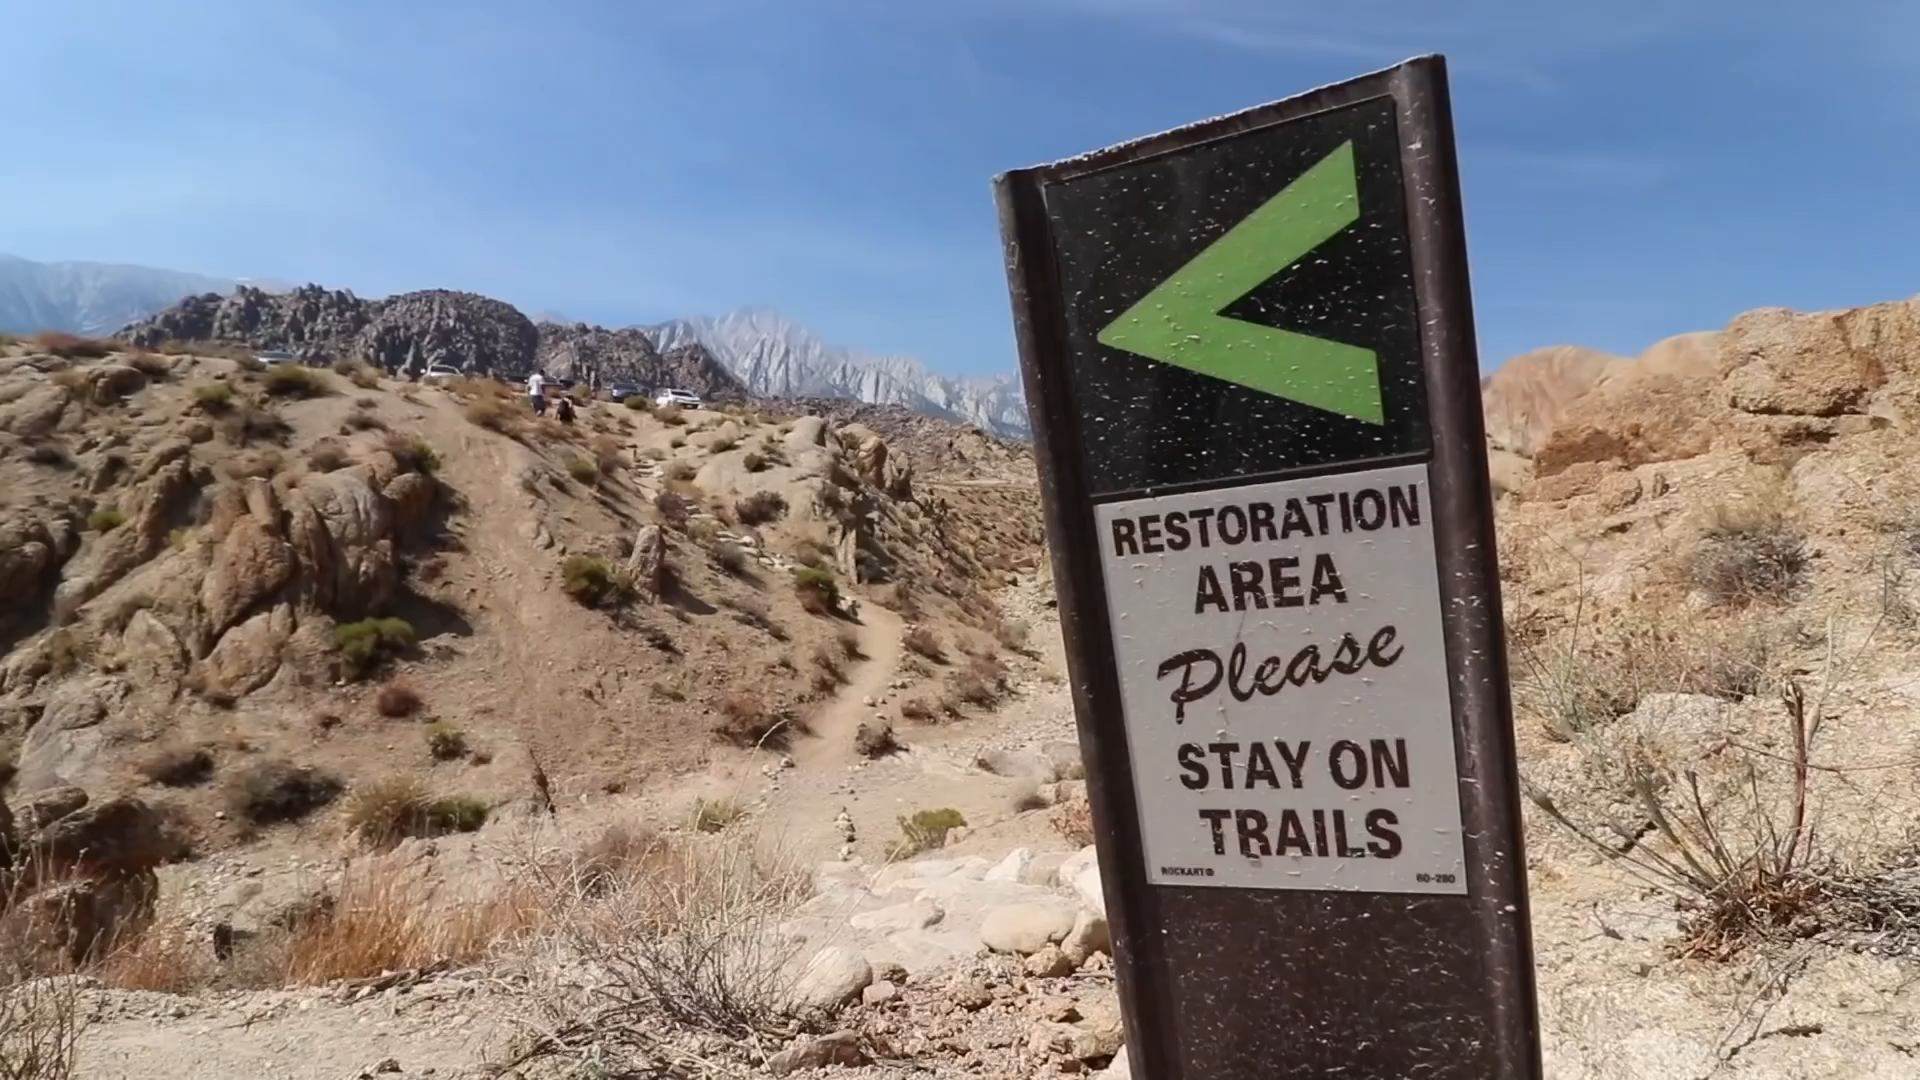 RESTORATION
AREA
Please
STAY ON
TRAILS
ROCKART®
60-280